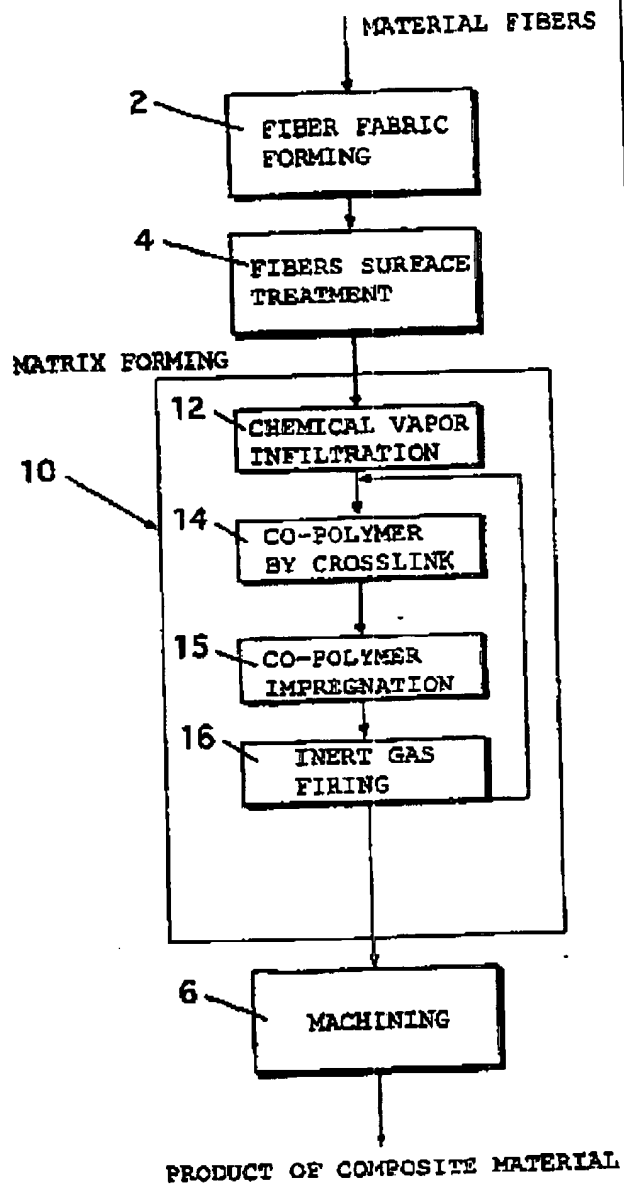 MATERIAL FIBERS
2
FIBER FABRIC
FORMING
4
FIBERS SURFACE
TREATMENT
MATRIX FORMING
12
CHEMICAL VAPOR
INFILTRATION
10
14
CO-POLYMER
BY CROSSLINK
15
CO-POLYMER
IMPREGNATION
16
INERT GAS
FIRING
6
MACHINING
PRODUCT OF COMPOSITE MATERIAL